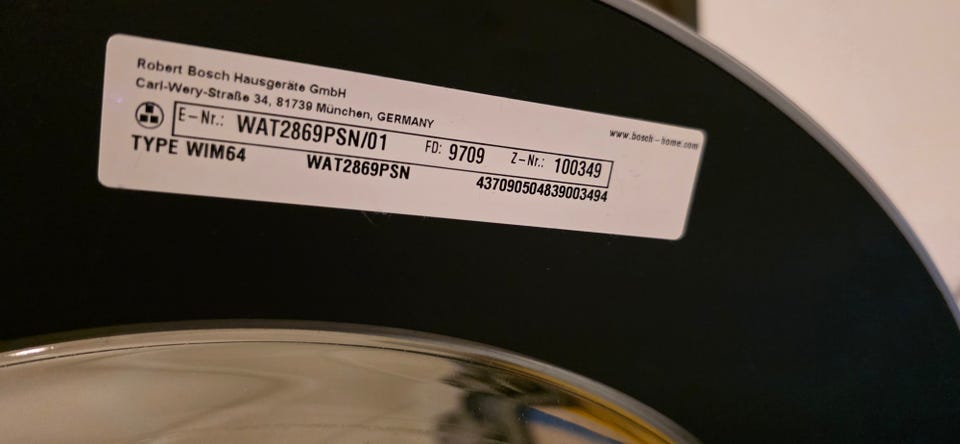 Robert Bosch Hausgeräte GmbH
Carl-Wery-Straße 34, 81739 München, GERMANY
www.bosch-home.com
E-Nr.: WAT2869PSN/01 FD: 9709 Z-Nr.: 100349
TYPE WIM64 WAT2869PSN 437090504839003494